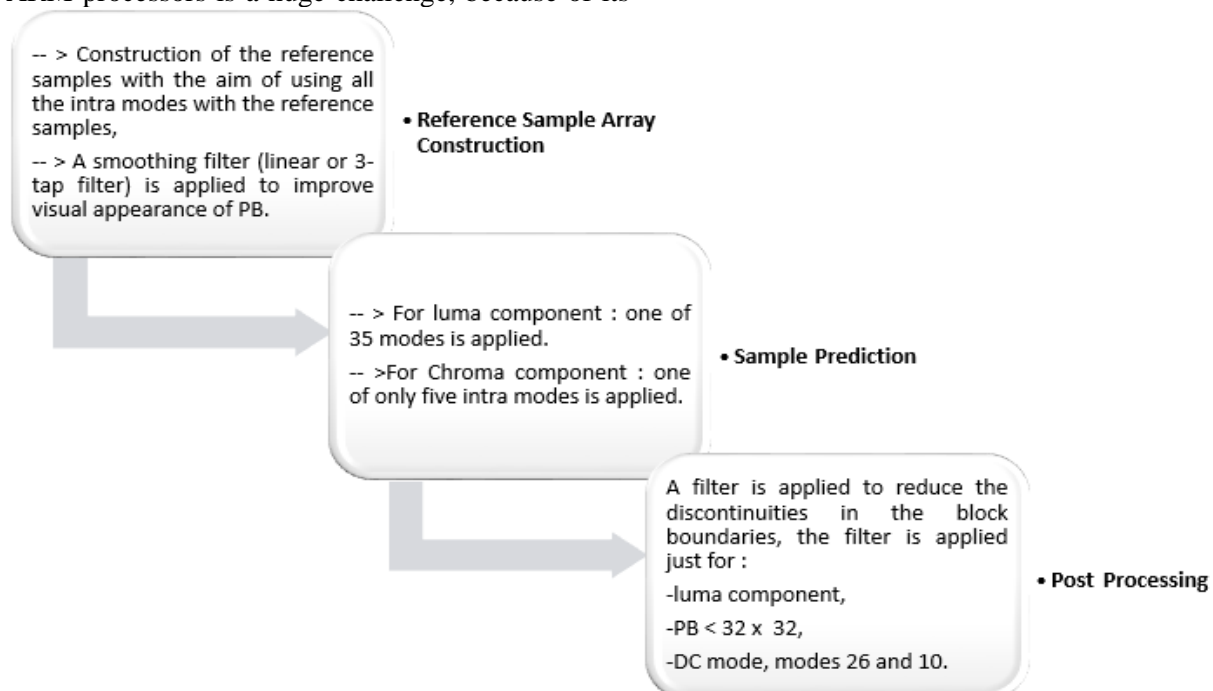 ARM processors is a huge challenge, because of its
-- > Construction of the reference
samples with the aim of using all
the intra modes with the reference
samples,
-- > A smoothing filter (linear or 3-
tap filter) is applied to improve
visual appearance of PB.
• Reference Sample Array
Construction
-- > For luma component : one of
35 modes is applied.
-- >For Chroma component : one
of only five intra modes is applied.
• Sample Prediction
A filter is applied to reduce the
discontinuities in the block
boundaries, the filter is applied
just for :
-luma component,
-PB < 32 x 32,
-DC mode, modes 26 and 10.
• Post Processing